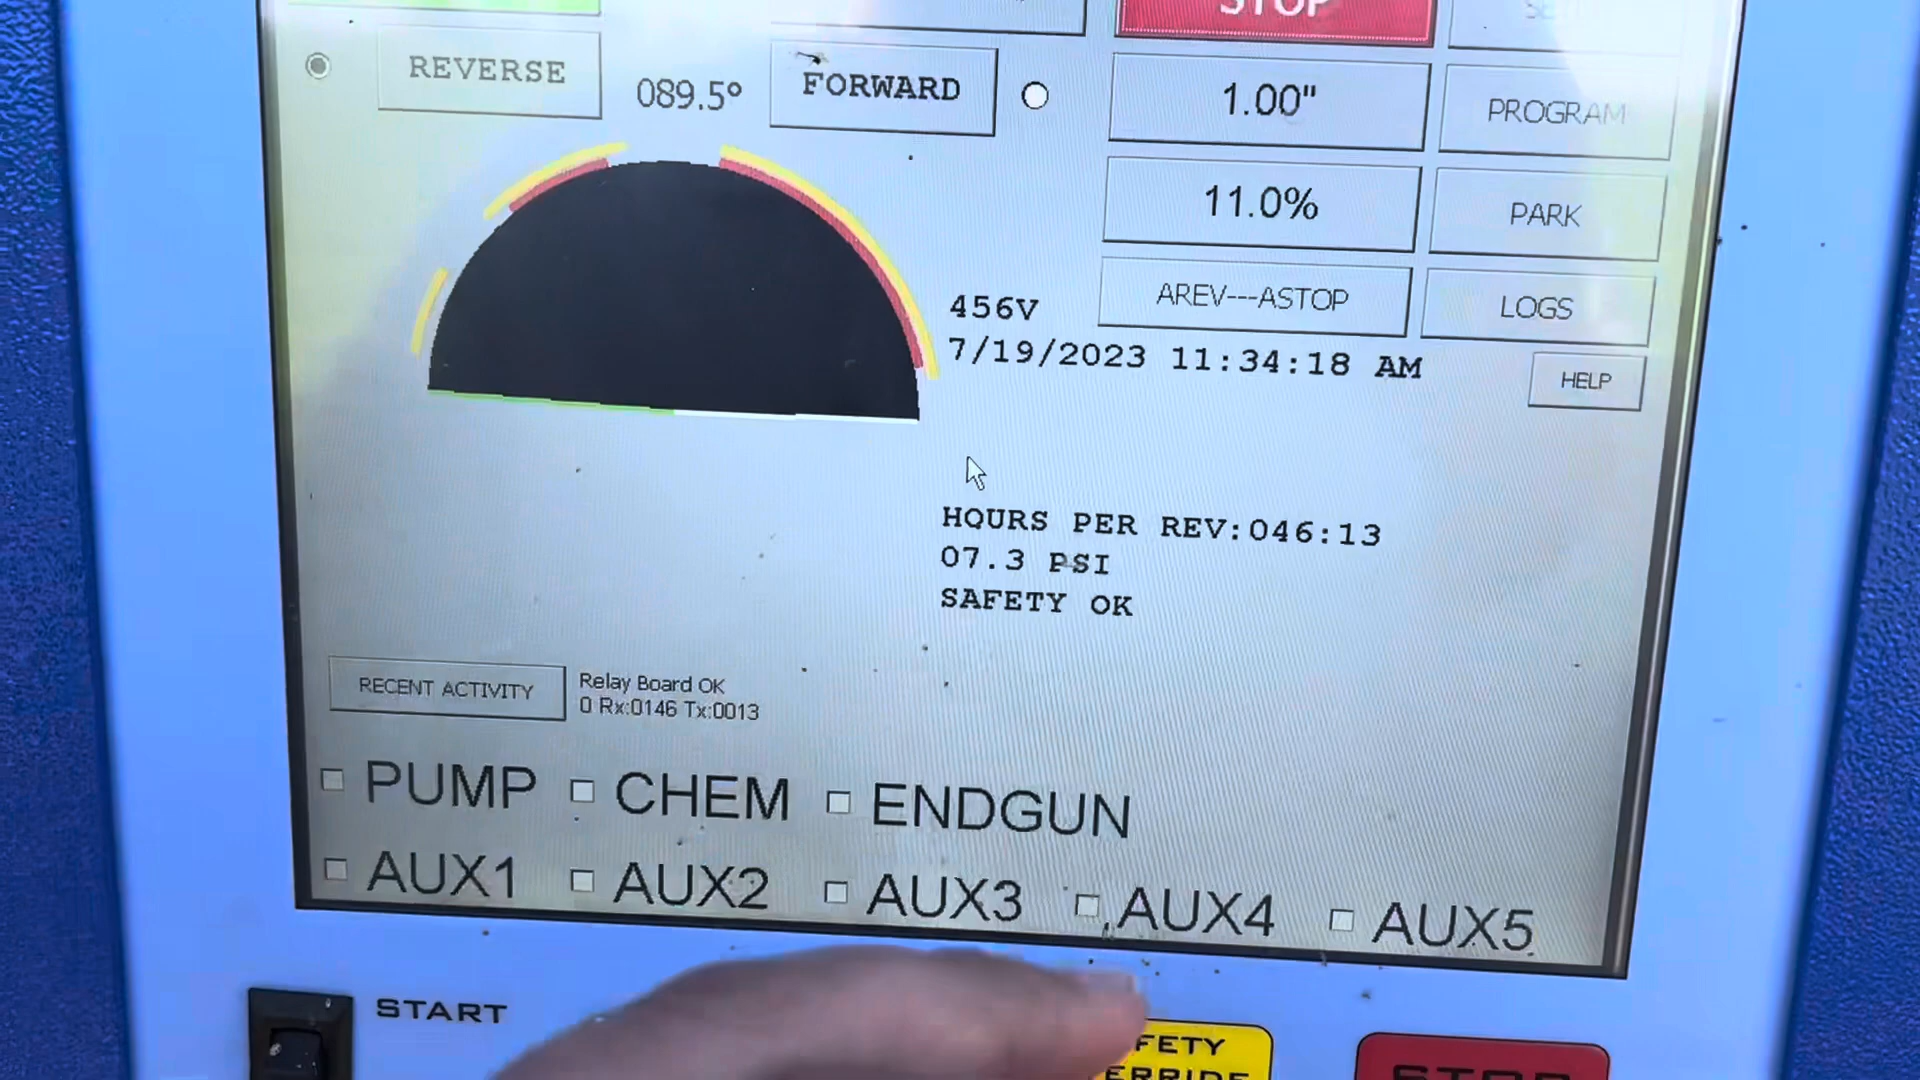 STOP
REVERSE 089.5° FORWARD 1.00" PROGRAM
11.0% PARK
456V AREV---ASTOP LOGS
7/19/2023 11:34:18 AM HELP
HOURS PER REV:046:13
07.3 PSI
SAFETY OK
RECENT ACTIVITY Relay Board OK
0 Rx:0146 Tx:0013
PUMP CHEM ENDGUN
AUX1 AUX2 AUX3 AUX4 AUX5
START
STOP